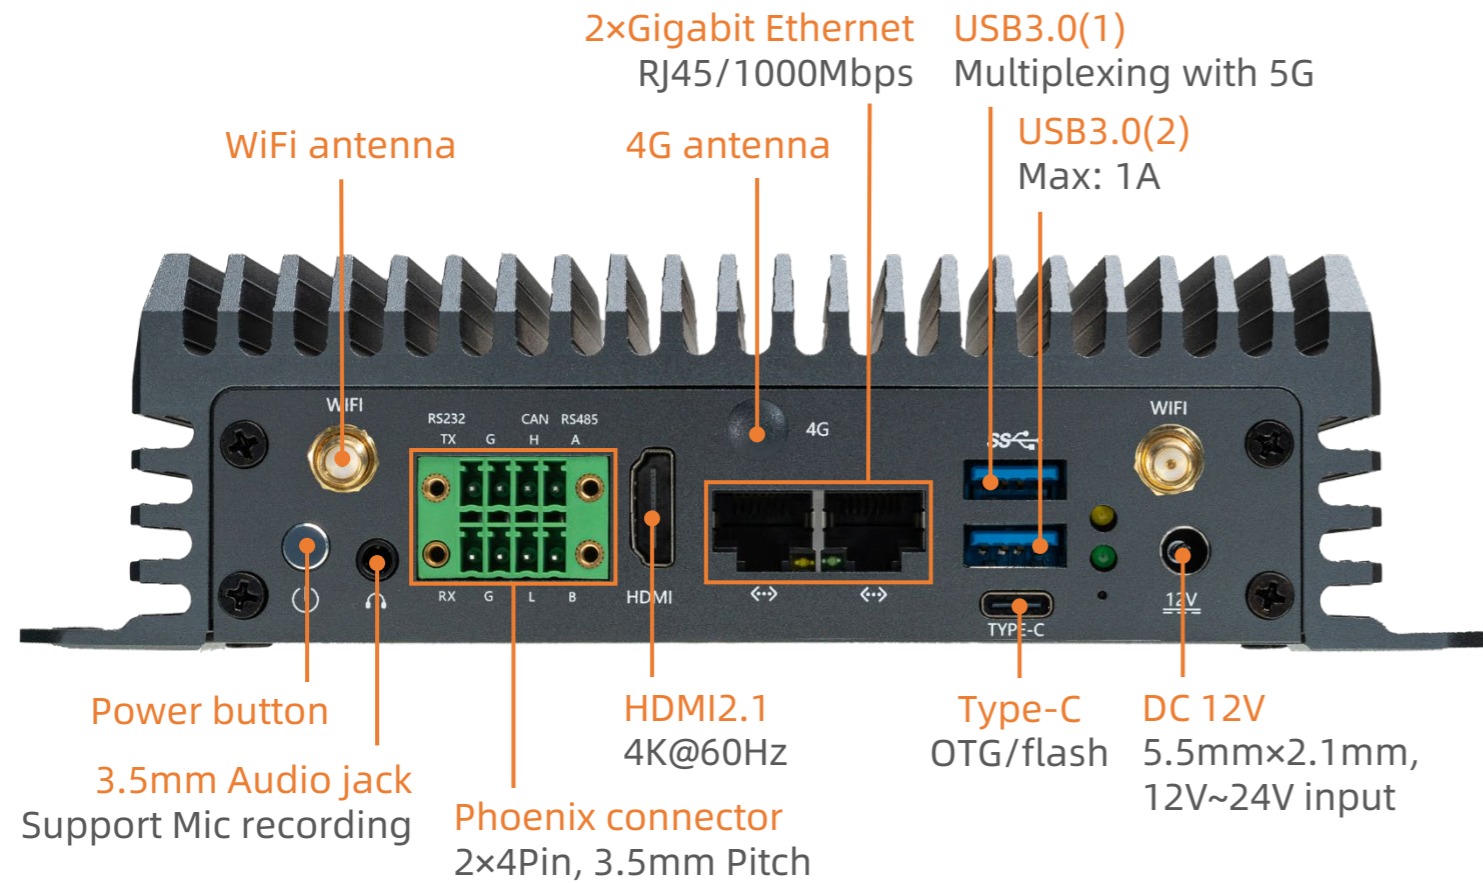 2×Gigabit Ethernet
RJ45/1000Mbps
USB3.0(1)
Multiplexing with 5G
USB3.0(2)
Max: 1A
WiFi antenna
4G antenna
WIFI
RS232 CAN RS485
TX G H A
4G
WIFI
RX G L B
HDMI
TYPE-C
12V
Power button
3.5mm Audio jack
Support Mic recording
Phoenix connector
2×4Pin, 3.5mm Pitch
HDMI2.1
4K@60Hz
Type-C
OTG/flash
DC 12V
5.5mm×2.1mm,
12V~24V input